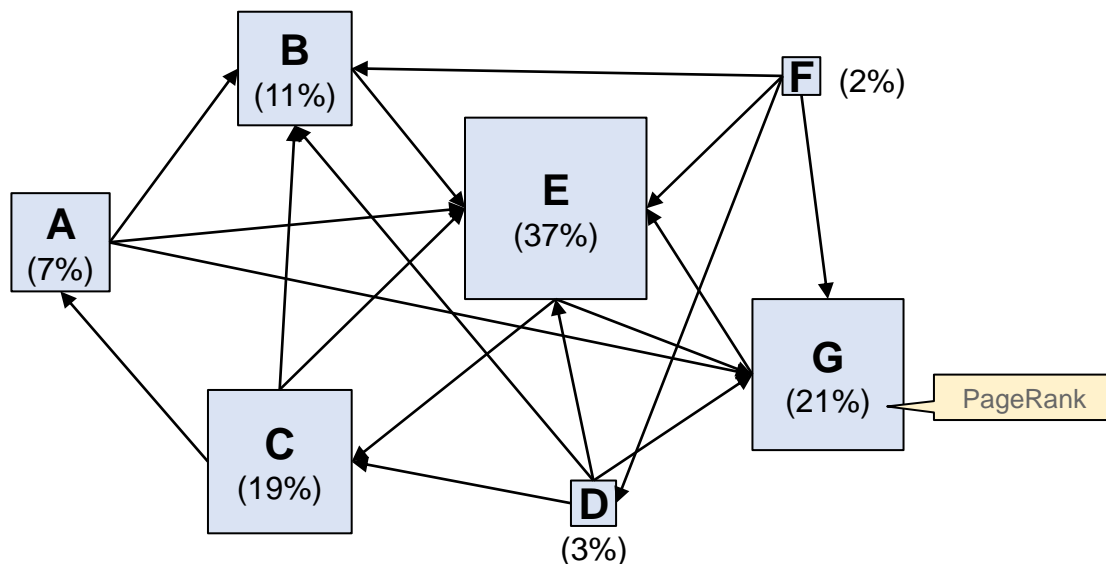 B
(11%)
F
(2%)
E
(37%)
A
(7%)
G
(21%)
PageRank
C
(19%)
D
(3%)